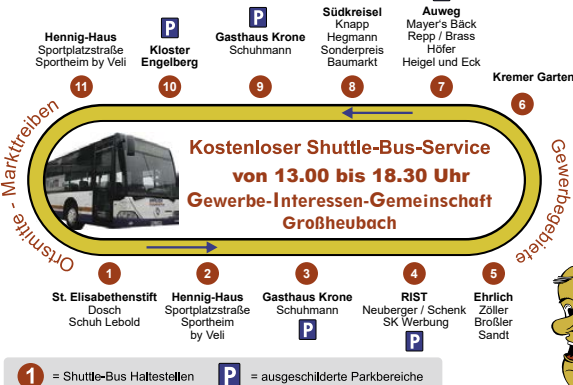 P
P
Hennig-Haus
Sportplatzstraße
Sportheim by Veli
Kloster
Engelberg
Gasthaus Krone
Schuhmann
Südkreisel
Knapp
Hegmann
Sonderpreis
Baumarkt
Auweg
Mayer's Bäck
Repp / Brass
Höfer
Heigel und Eck
Kremer Garten
11
10
9
8
7
6
Ortsmitte - Markttreiben
Kostenloser Shuttle-Bus-Service
von 13.00 bis 18.30 Uhr
Gewerbe-Interessen-Gemeinschaft
Großheubach
Gewerbegebiete
1
2
3
4
5
St. Elisabethenstift
Dosch
Schuh Lebold
Hennig-Haus
Sportplatzstraße
Sportheim
by Veli
Gasthaus Krone
Schuhmann
P
RIST
Neuberger / Schenk
SK Werbung
P
Ehrlich
Zöller
Broßler
Sandt
1 = Shuttle-Bus Haltestellen
P = ausgeschilderte Parkbereiche